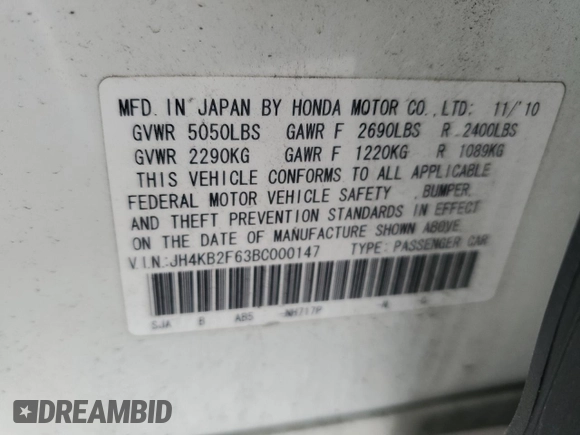 MFD. IN JAPAN BY HONDA MOTOR CO., LTD: 11/'10
GVWR 5050LBS GAWR F 2690LBS R 2400LBS
GVWR 2290KG GAWR F 1220KG R 1089KG
THIS VEHICLE CONFORMS TO ALL APPLICABLE
FEDERAL MOTOR VEHICLE SAFETY , BUMPER,
AND THEFT PREVENTION STANDARDS IN EFFECT
ON THE DATE OF MANUFACTURE SHOWN ABOVE.
V.I.N.:JH4KB2F63BC000147 TYPE: PASSENGER CAR
SJA B ABS NH717P
DREAMBID